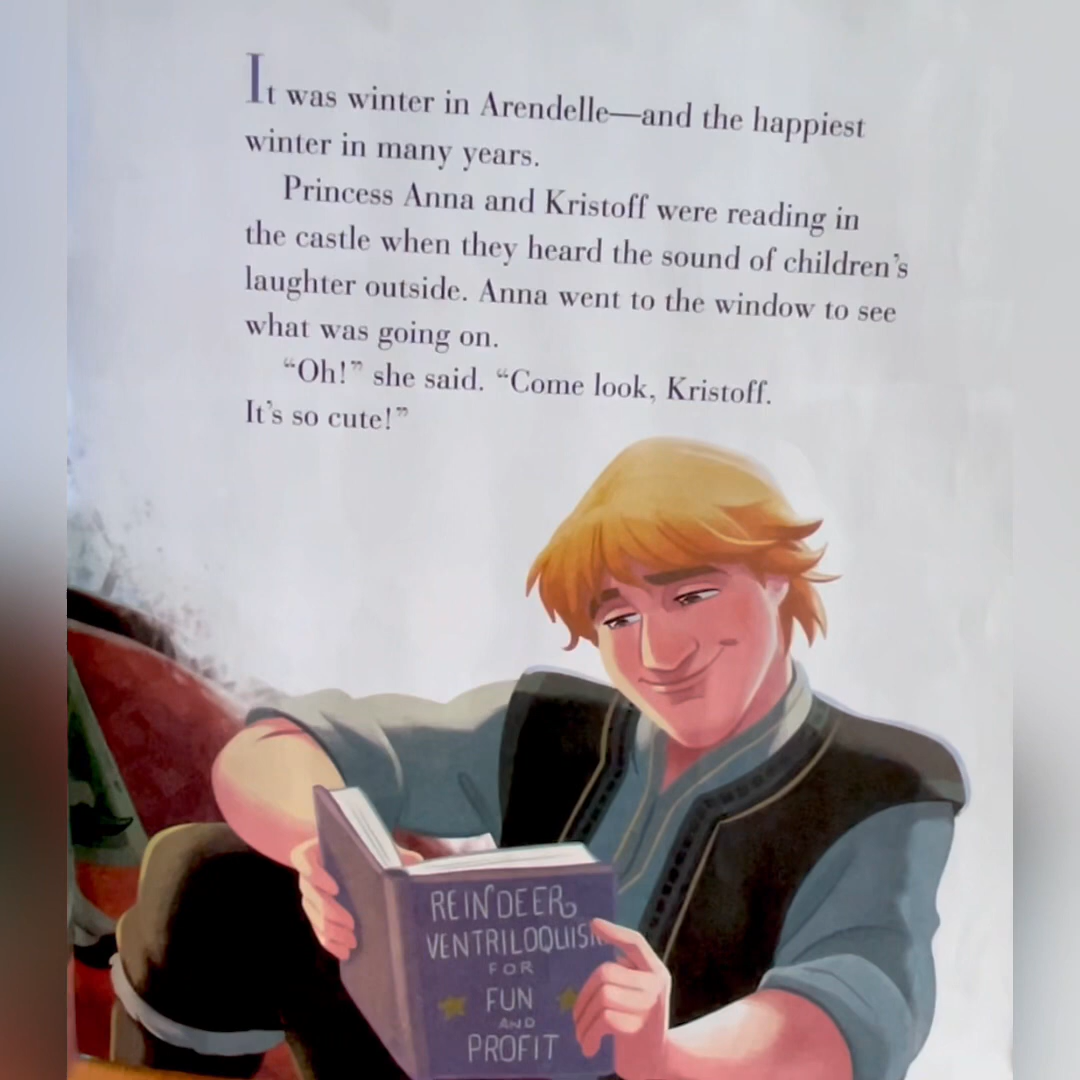 It was winter in Arendelle—and the happiest
winter in many years.
Princess Anna and Kristoff were reading in
the castle when they heard the sound of children's
laughter outside. Anna went to the window to see
what was going on.
“Oh!” she said. “Come look, Kristoff.
It's so cute!”
REINDEER
VENTRILOQUISM
FOR
FUN
AND
PROFIT